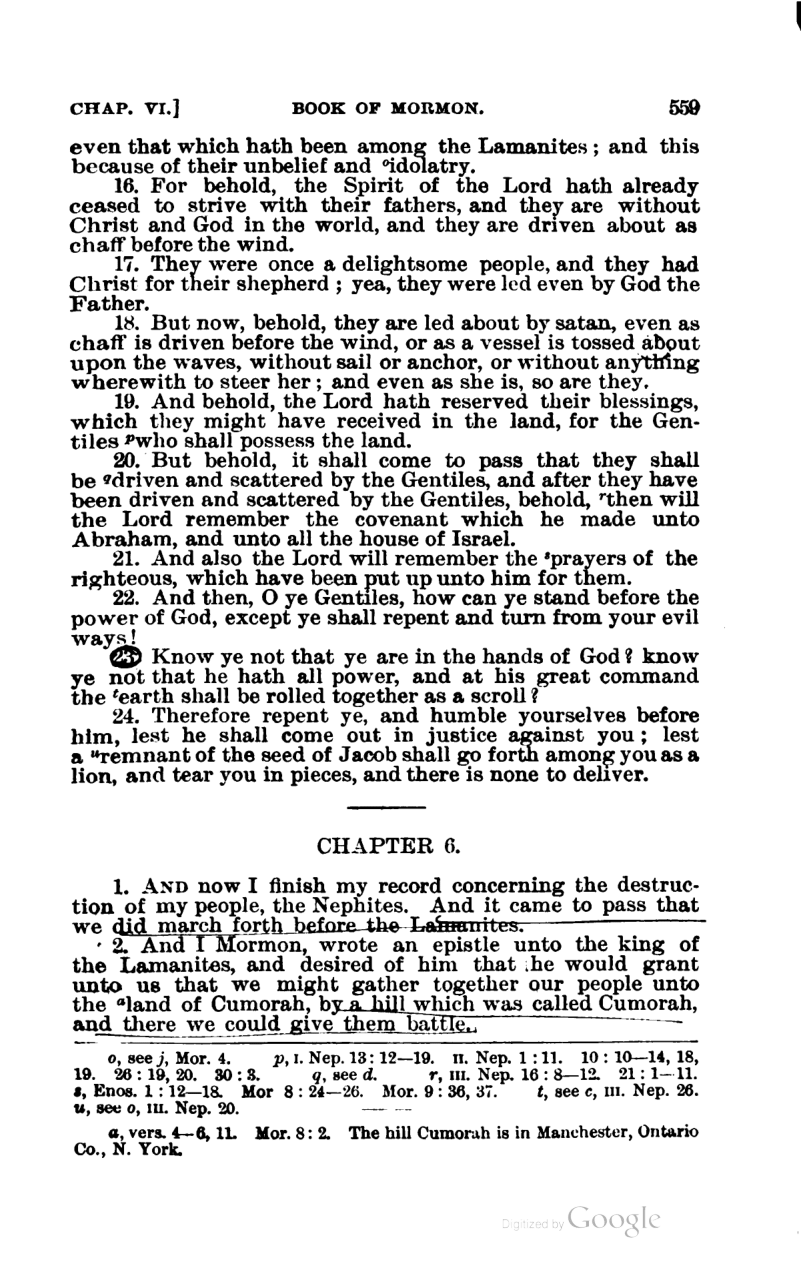 CHAP. VI.] BOOK OF MORMON. 559
even that which hath been among the Lamanites; and this
because of their unbelief and ᵒidolatry.
16. For behold, the Spirit of the Lord hath already
ceased to strive with their fathers, and they are without
Christ and God in the world, and they are driven about as
chaff before the wind.
17. They were once a delightsome people, and they had
Christ for their shepherd; yea, they were led even by God the
Father.
18. But now, behold, they are led about by satan, even as
chaff is driven before the wind, or as a vessel is tossed about
upon the waves, without sail or anchor, or without anything
wherewith to steer her; and even as she is, so are they.
19. And behold, the Lord hath reserved their blessings,
which they might have received in the land, for the Gen-
tiles ᵖwho shall possess the land.
20. But behold, it shall come to pass that they shall
be qdriven and scattered by the Gentiles, and after they have
been driven and scattered by the Gentiles, behold, ʳthen will
the Lord remember the covenant which he made unto
Abraham, and unto all the house of Israel.
21. And also the Lord will remember the ˢprayers of the
righteous, which have been put up unto him for them.
22. And then, O ye Gentiles, how can ye stand before the
power of God, except ye shall repent and turn from your evil
ways!
23. Know ye not that ye are in the hands of God? know
ye not that he hath all power, and at his great command
the ᵗearth shall be rolled together as a scroll?
24. Therefore repent ye, and humble yourselves before
him, lest he shall come out in justice against you; lest
a ᵘremnant of the seed of Jacob shall go forth among you as a
lion, and tear you in pieces, and there is none to deliver.
CHAPTER 6.
1. AND now I finish my record concerning the destruc-
tion of my people, the Nephites. And it came to pass that
we did march forth before the Lamanites.
2. And I Mormon, wrote an epistle unto the king of
the Lamanites, and desired of him that he would grant
unto us that we might gather together our people unto
the ᵃland of Cumorah, by a hill which was called Cumorah,
and there we could give them battle.
o, see j, Mor. 4. p, I. Nep. 13: 12—19. II. Nep. 1:11. 10: 10—14, 18,
19. 26: 19, 20. 30: 3. q, see d. r, III. Nep. 16: 8—12. 21: 1—11.
s, Enos. 1: 12—18. Mor 8: 24—26. Mor. 9: 36, 37. t, see c, III. Nep. 26.
u, see o, III. Nep. 20.
a, vers. 4—6, 11. Mor. 8: 2. The hill Cumorah is in Manchester, Ontario
Co., N. York.
Digitized by Google